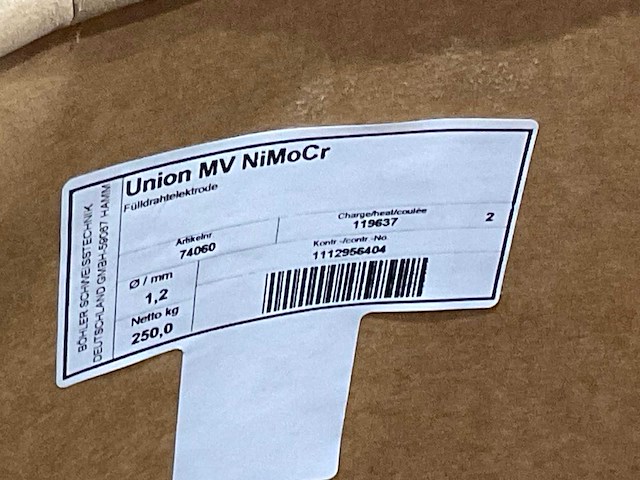 BÖHLER SCHWEISSTECHNIK
DEUTSCHLAND GMBH-59067 HAMM
Union MV NiMoCr
Fülldrahtelektrode
Artikelnr.
74060
Charge/heat/coulée
119637
2
Kontr.-/contr.-No
1112956404
Ø / mm
1,2
Netto kg
250,0